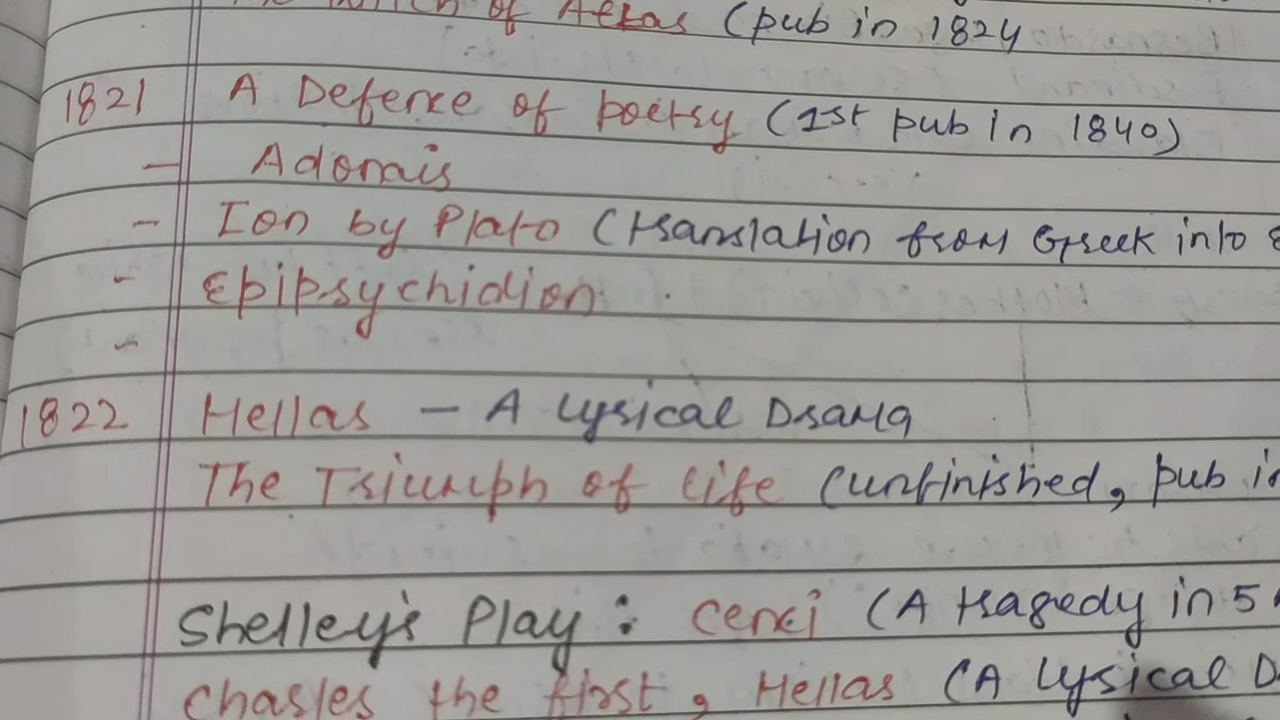 of Atlas (pub in 1824
1821 A Defence of Poetry (1st pub in 1840)
- Adonais
- Ion by Plato (translation from Greek into
- Epipsychidion
-
1822 Hellas - A Lyrical Drama
The Triumph of Life (unfinished, pub in
Shelley's Play : Cenci (A tragedy in 5
Charles the first, Hellas (A Lyrical D